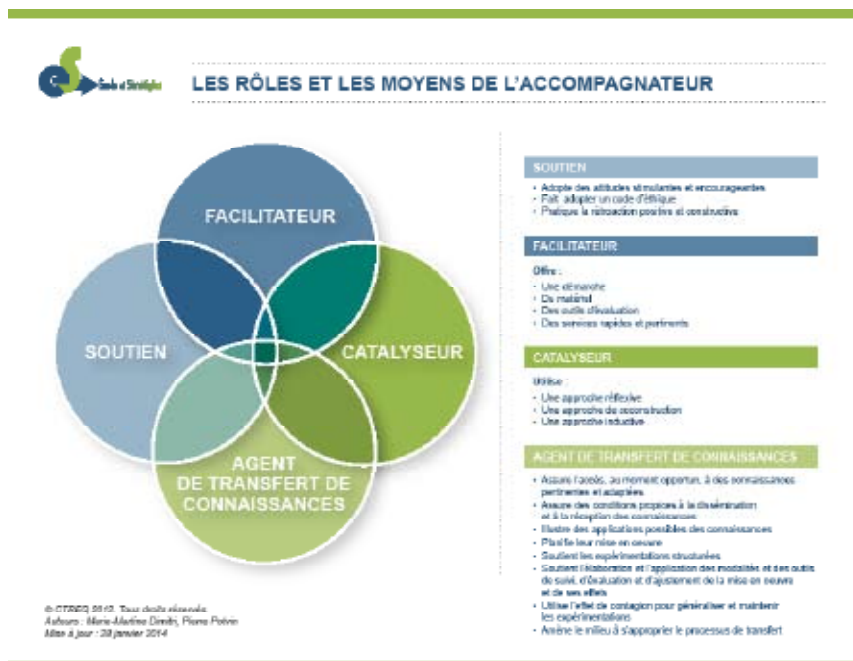 École et Stratégies
LES RÔLES ET LES MOYENS DE L'ACCOMPAGNATEUR
FACILITATEUR
SOUTIEN
CATALYSEUR
AGENT
DE TRANSFERT DE
CONNAISSANCES
SOUTIEN
• Adopte des attitudes stimulantes et encourageantes
• Fait adopter un code d'éthique
• Pratique la rétroaction positive et constructive
FACILITATEUR
Offre :
• Une démarche
• Du matériel
• Des outils d'évaluation
• Des services rapides et pertinents
CATALYSEUR
Utilise :
• Une approche réflexive
• Une approche de
• Une approche inductive
AGENT DE TRANSFERT DE CONNAISSANCES
• Assure l'accès, au moment opportun, à des connaissances
pertinentes et adaptées
• Assure des conditions propices à la dissémination
et à la réception des connaissances
• Illustre des applications possibles des connaissances
• Planifie leur mise en oeuvre
• Soutient les expérimentations structurées
• Soutient l'élaboration et l'application des modalités et des outils
de suivi, d'évaluation et d'ajustement de la mise en oeuvre
et de ses effets
• Utilise l'effet de contagion pour généraliser et maintenir
les expérimentations
• Amène le milieu à s'approprier le processus de transfert
© CTREQ 2012. Tous droits réservés.
Auteurs : Marie-Martine Dimitri, Pierre Potvin
Mise à jour : 28 janvier 2014